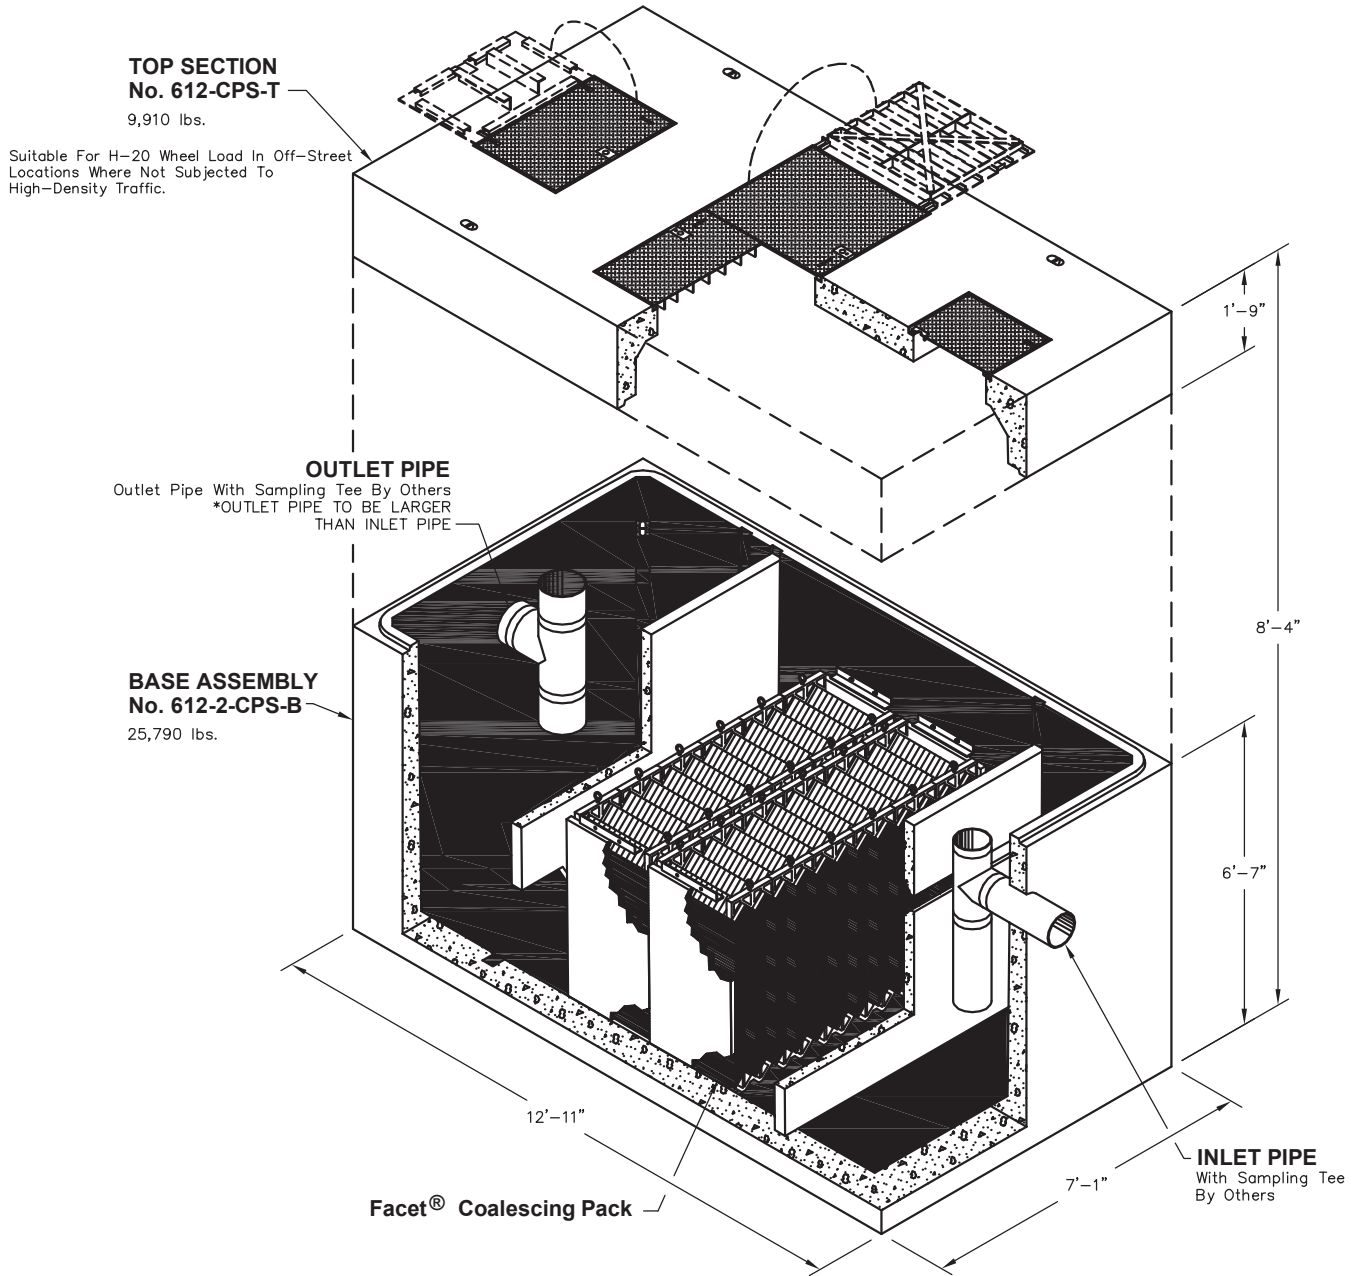 TOP SECTION
No. 612-CPS-T
9,910 lbs.
Suitable For H-20 Wheel Load In Off-Street
Locations Where Not Subjected To
High-Density Traffic.
1'-9"
OUTLET PIPE
Outlet Pipe With Sampling Tee By Others
*OUTLET PIPE TO BE LARGER
THAN INLET PIPE
8'-4"
BASE ASSEMBLY
No. 612-2-CPS-B
25,790 lbs.
6'-7"
12'-11"
7'-1"
INLET PIPE
With Sampling Tee
By Others
Facet® Coalescing Pack